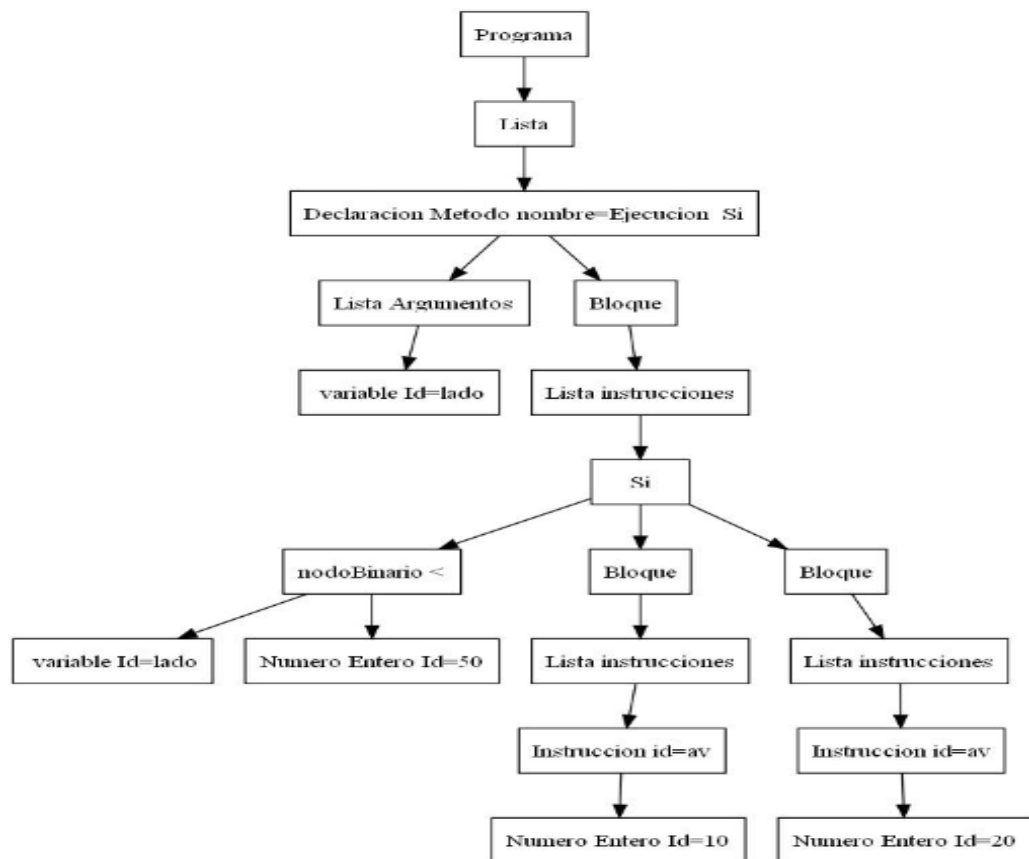 Programa
Lista
Declaracion Metodo nombre=Ejecucion Si
Lista Argumentos
Bloque
variable Id=lado
Lista instrucciones
Si
nodoBinario <
Bloque
Bloque
variable Id=lado
Numero Entero Id=50
Lista instrucciones
Lista instrucciones
Instruccion id=av
Instruccion id=av
Numero Entero Id=10
Numero Entero Id=20